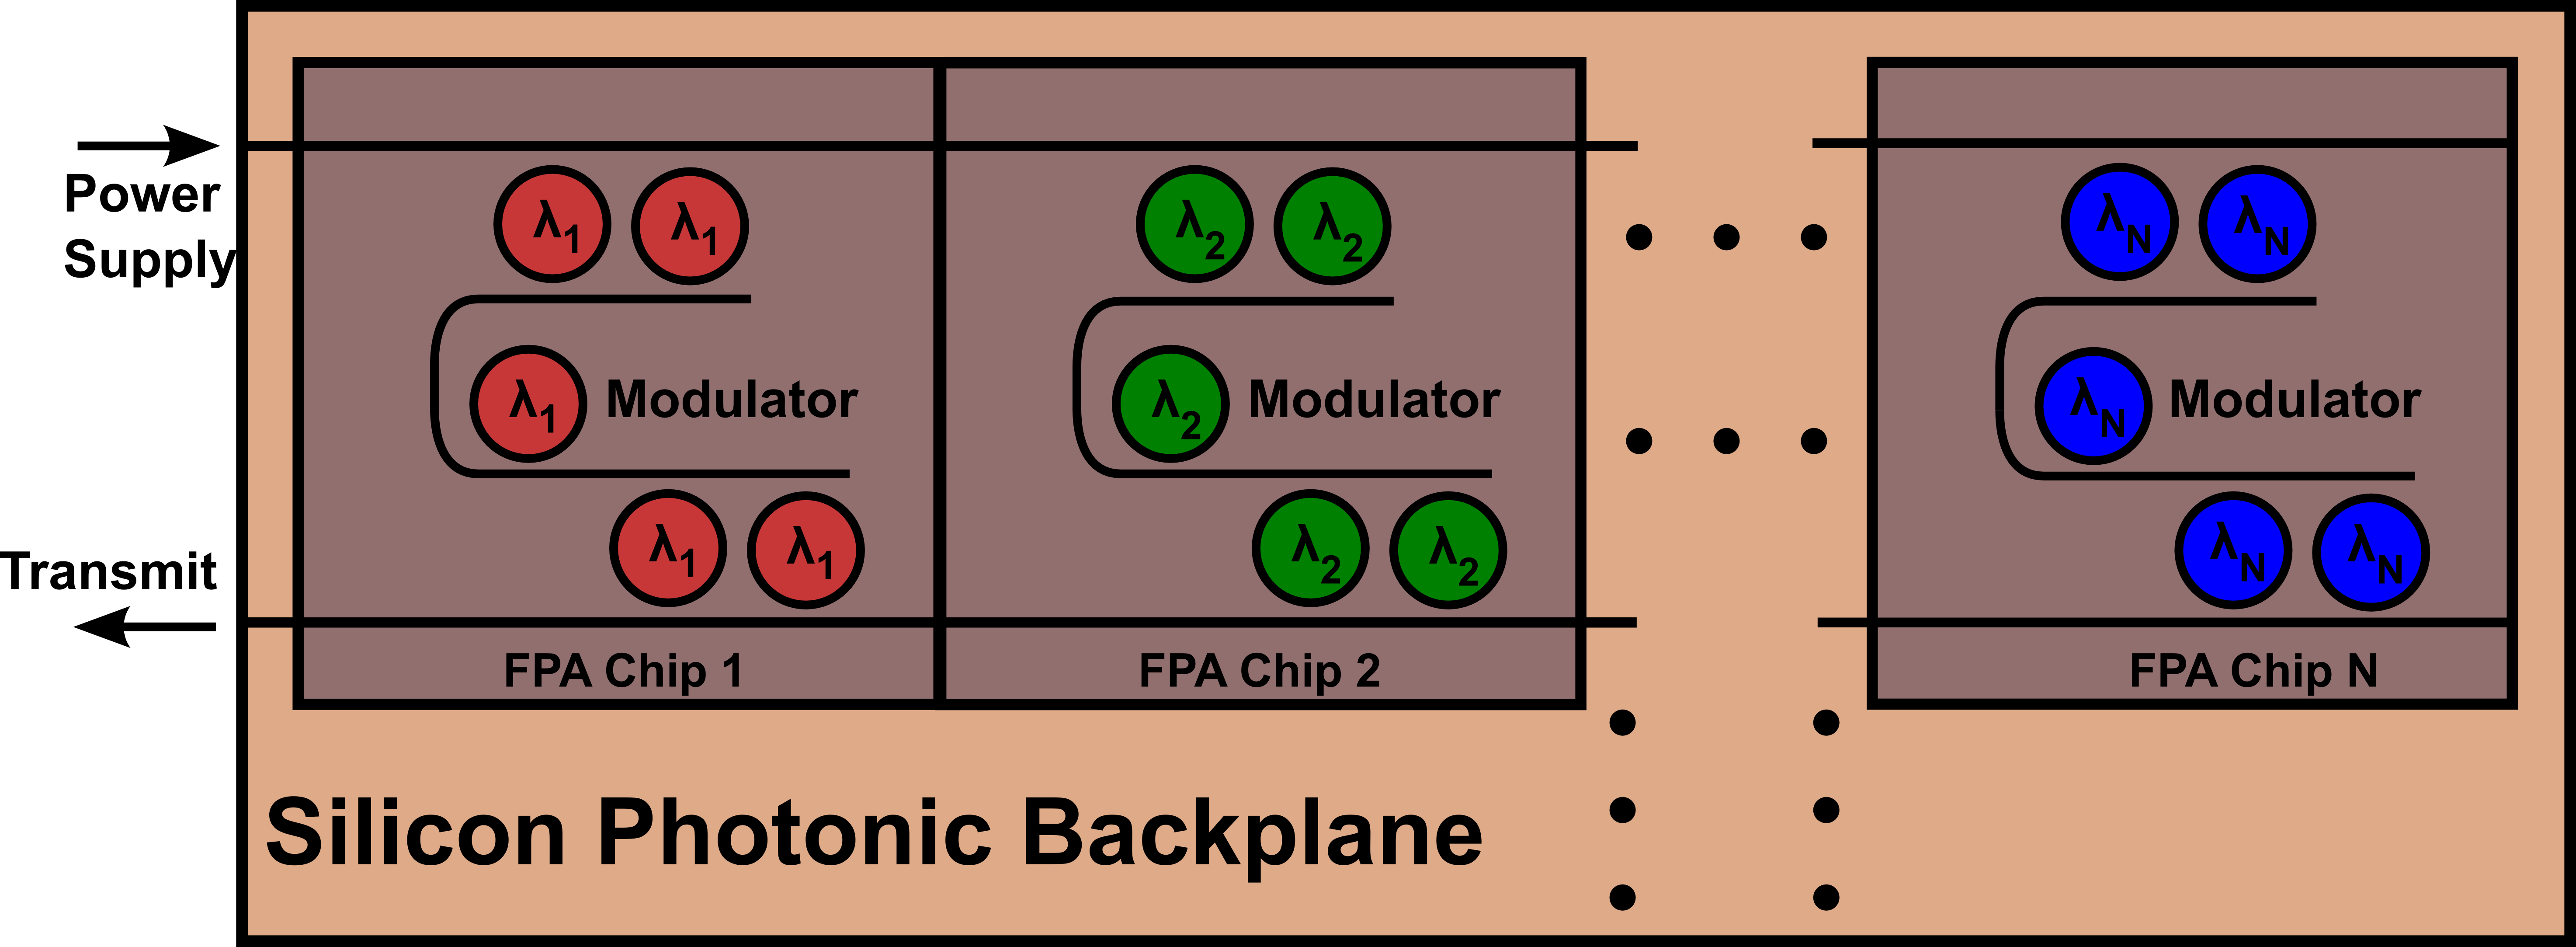 Power
Supply
Transmit
λ1 λ1
λ1 Modulator
λ1 λ1
FPA Chip 1
λ2 λ2
λ2 Modulator
λ2 λ2
FPA Chip 2
λN λN
λN Modulator
λN λN
FPA Chip N
Silicon Photonic Backplane